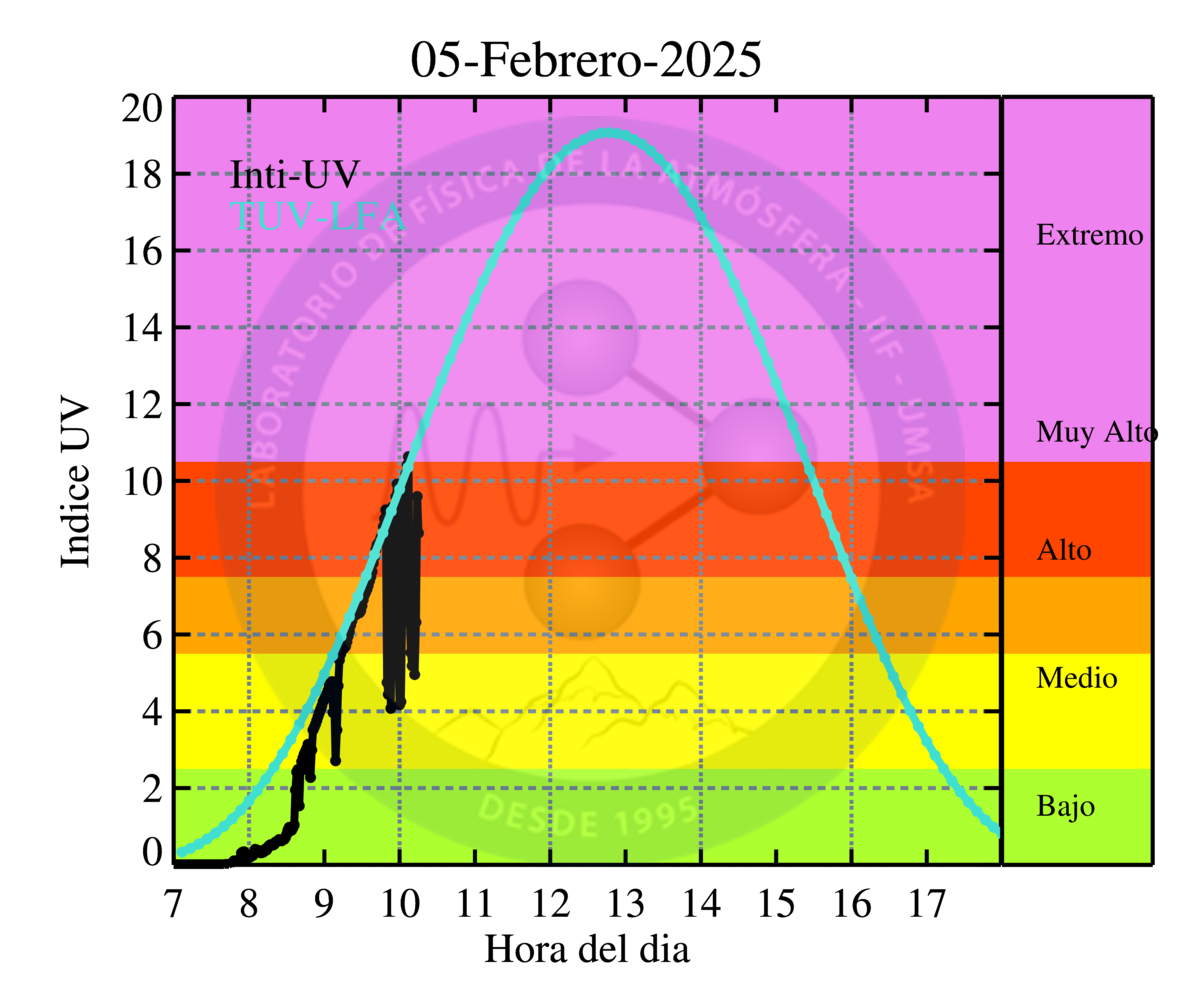 05-Febrero-2025
Inti-UV
TUV-LFA
LABORATORIO DE FÍSICA DE LA ATMÓSFERA - IIF - UMSA
DESDE 1995
Indice UV
20
18
16
14
12
10
8
6
4
2
0
Extremo
Muy Alto
Alto
Medio
Bajo
7 8 9 10 11 12 13 14 15 16 17
Hora del dia